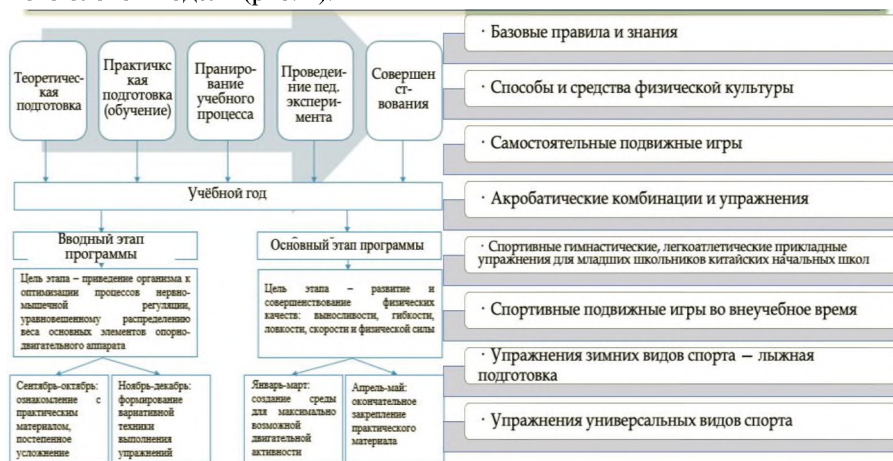 Теоретичес-
кая
подготовка
Практичкс
кая
подготовка
(обучение)
Праниро-
вание
учебного
процесса
Проведеи-
ние пед.
экспери-
мента
Совершен
ст-
вования
Учёбной год
Вводный этап
программы
Цель этапа – приведение организма к
оптимизации процессов нервно-
мышечной регуляции,
уравновешенному распределению
веса основных элементов опорно-
двигательного аппарата
Сентябрь-октябрь:
ознакомление с
практическим
материалом,
постепенное
усложнение
Ноябрь-декабрь:
формирование
вариативной
техники
выполнения
упражнений
Основный этап программы
Цель этапа – развитие и
совершенствование физических
качеств: выносливости, гибкости,
ловкости, скорости и физической силы
Январь-март:
создание среды
для максимально
возможной
двигательной
активности
Апрель-май:
окончательное
закрепление
практического
материала
· Базовые правила и знания
· Способы и средства физической культуры
· Самостоятельные подвижные игры
· Акробатические комбинации и упражнения
· Спортивные гимнастические, легкоатлетические прикладные
упражнения для младших школьников китайских начальных школ
· Спортивные подвижные игры во внеучебное время
· Упражнения зимних видов спорта – лыжная
подготовка
· Упражнения универсальных видов спорта